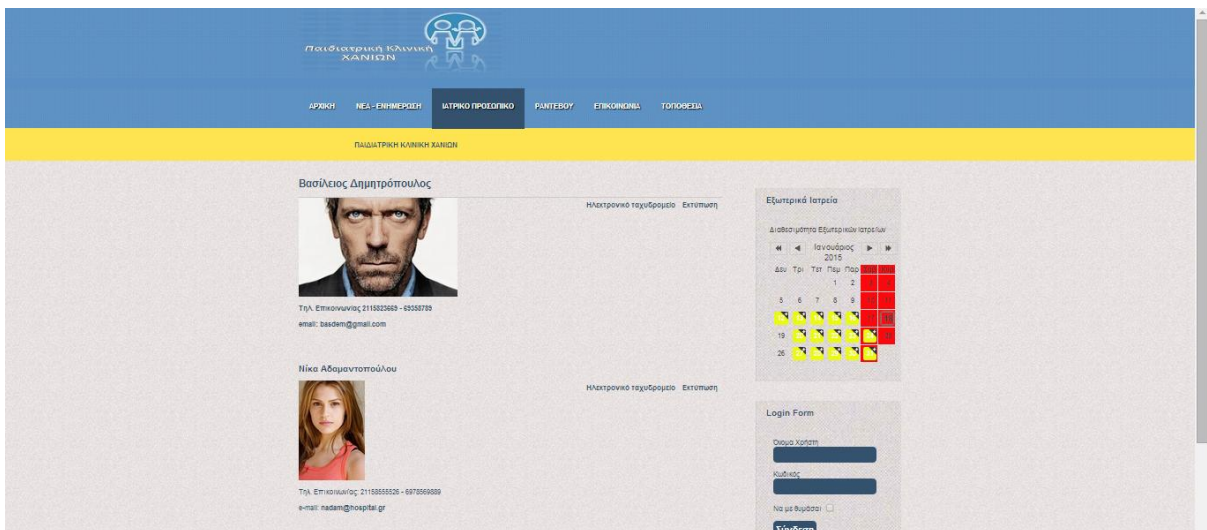 Παιδιατρική Κλινική
ΧΑΝΙΩΝ
ΑΡΧΙΚΗ ΝΕΑ - ΕΝΗΜΕΡΩΣΗ ΙΑΤΡΙΚΟ ΠΡΟΣΩΠΙΚΟ ΡΑΝΤΕΒΟΥ ΕΠΙΚΟΙΝΩΝΙΑ ΤΟΠΟΘΕΣΙΑ
ΠΑΙΔΙΑΤΡΙΚΗ ΚΛΙΝΙΚΗ ΧΑΝΙΩΝ
Βασίλειος Δημητρόπουλος
Ηλεκτρονικό ταχυδρομείο Εκτύπωση
Τηλ. Επικοινωνίας 2115823669 - 69358789
email: basdem@gmail.com
Νίκα Αδαμαντοπούλου
Ηλεκτρονικό ταχυδρομείο Εκτύπωση
Τηλ. Επικοινωνίας: 21158555526 - 6978569889
e-mail: nadam@hospital.gr
Εξωτερικά Ιατρεία
Διαθεσιμότητα Εξωτερικών Ιατρείων
Ιανουάριος
2015
Δευ Τρι Τετ Πεμ Παρ
1 2
5 6 7 8 9
19
26
Login Form
Όνομα Χρήστη
Κωδικός
Να με θυμάσαι
Σύνδεση